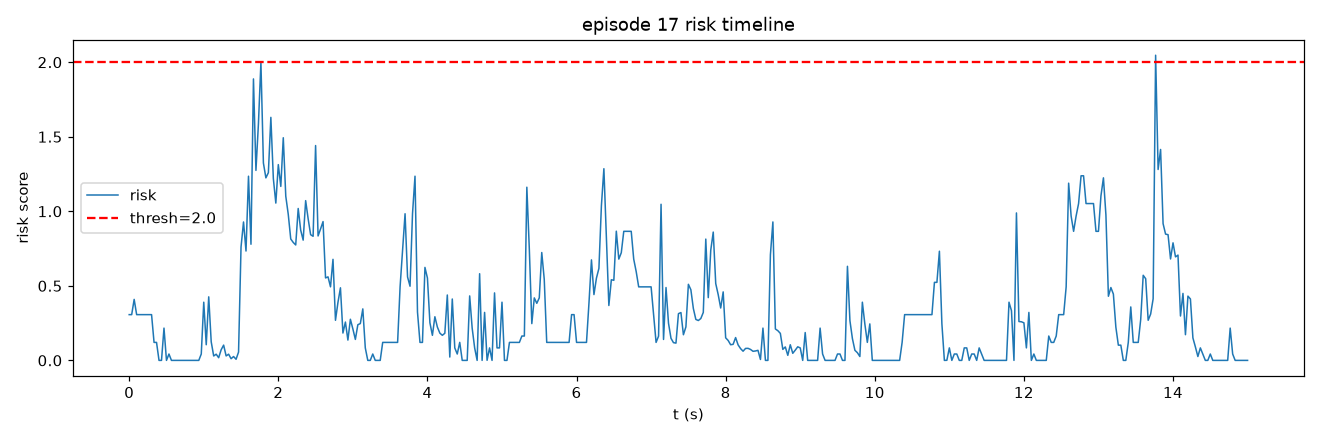 episode 17 risk timeline
risk score
2.0
1.5
1.0
0.5
0.0
risk
thresh=2.0
0 2 4 6 8 10 12 14
t (s)